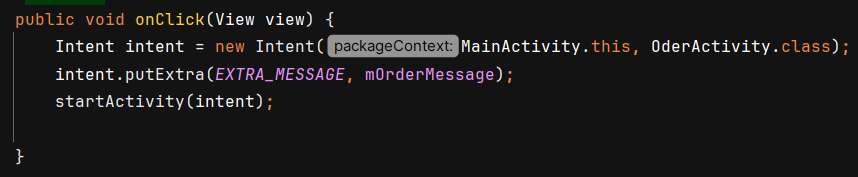 public void onClick(View view) {
Intent intent = new Intent( packageContext: MainActivity.this, OderActivity.class);
intent.putExtra(EXTRA_MESSAGE, mOrderMessage);
startActivity(intent);
}